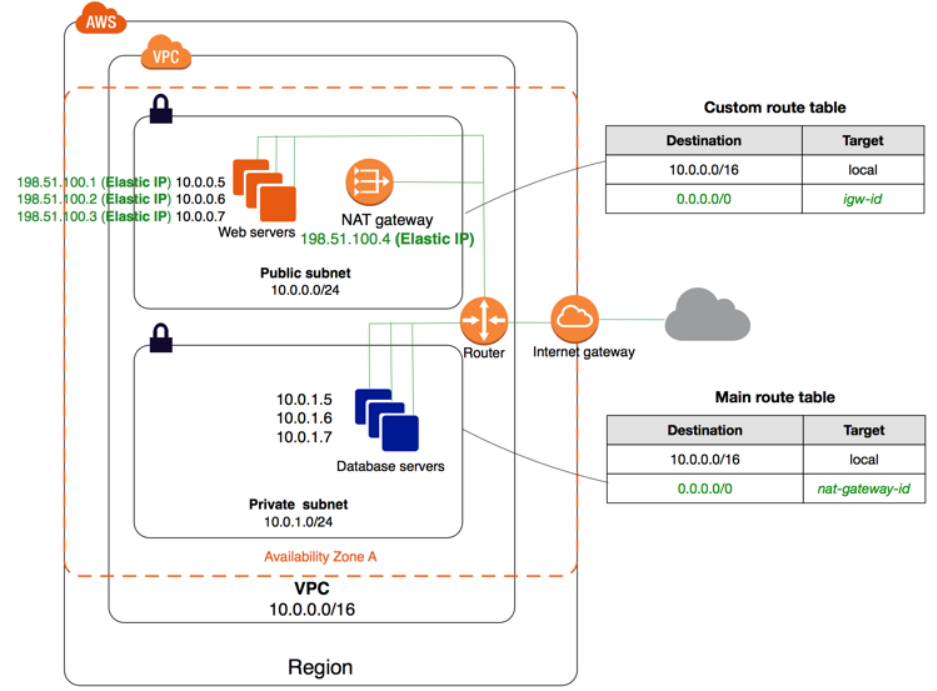 AWS
VPC
198.51.100.1 (Elastic IP) 10.0.0.5
198.51.100.2 (Elastic IP) 10.0.0.6
198.51.100.3 (Elastic IP) 10.0.0.7
Web servers
NAT gateway
198.51.100.4 (Elastic IP)
Public subnet
10.0.0.0/24
Custom route table
Destination Target
10.0.0.0/16 local
0.0.0.0/0 igw-id
Router
Internet gateway
10.0.1.5
10.0.1.6
10.0.1.7
Database servers
Private subnet
10.0.1.0/24
Main route table
Destination Target
10.0.0.0/16 local
0.0.0.0/0 nat-gateway-id
Availability Zone A
VPC
10.0.0.0/16
Region